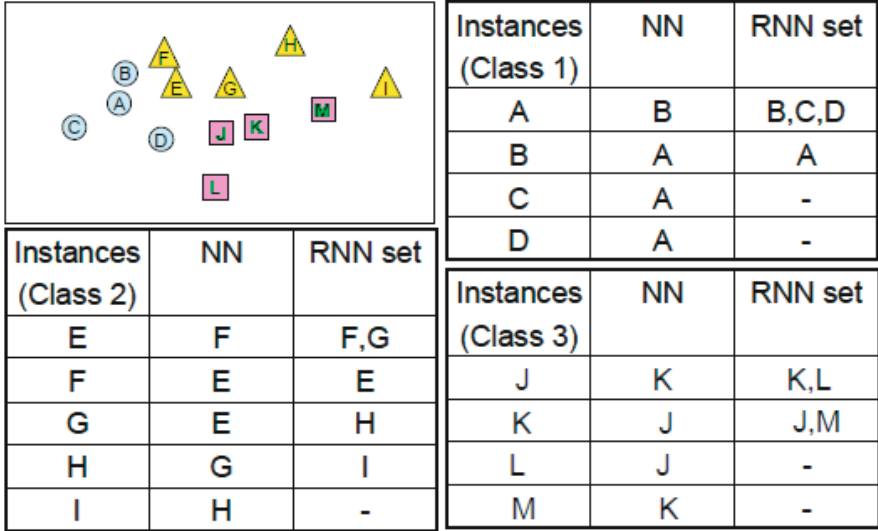 H
F
B
E
G
I
A
M
C
D
J
K
L
Instances NN RNN set
(Class 1)
A B B,C,D
B A A
C A -
D A -
Instances NN RNN set
(Class 2)
E F F,G
F E E
G E H
H G I
I H -
Instances NN RNN set
(Class 3)
J K K,L
K J J,M
L J -
M K -